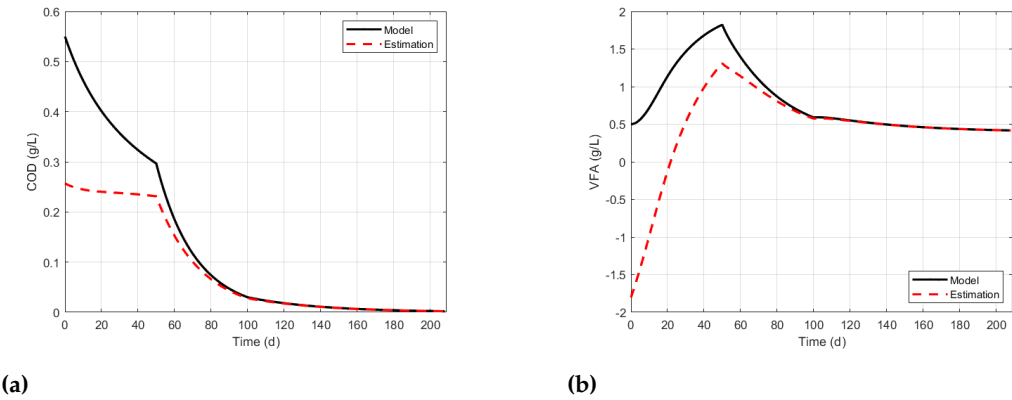 0.6
0.5
0.4
0.3
0.2
0.1
0
COD (g/L)
0 20 40 60 80 100 120 140 160 180 200
Time (d)
Model
Estimation
(a)
2
1.5
1
0.5
0
-0.5
-1
-1.5
-2
VFA (g/L)
0 20 40 60 80 100 120 140 160 180 200
Time (d)
Model
Estimation
(b)